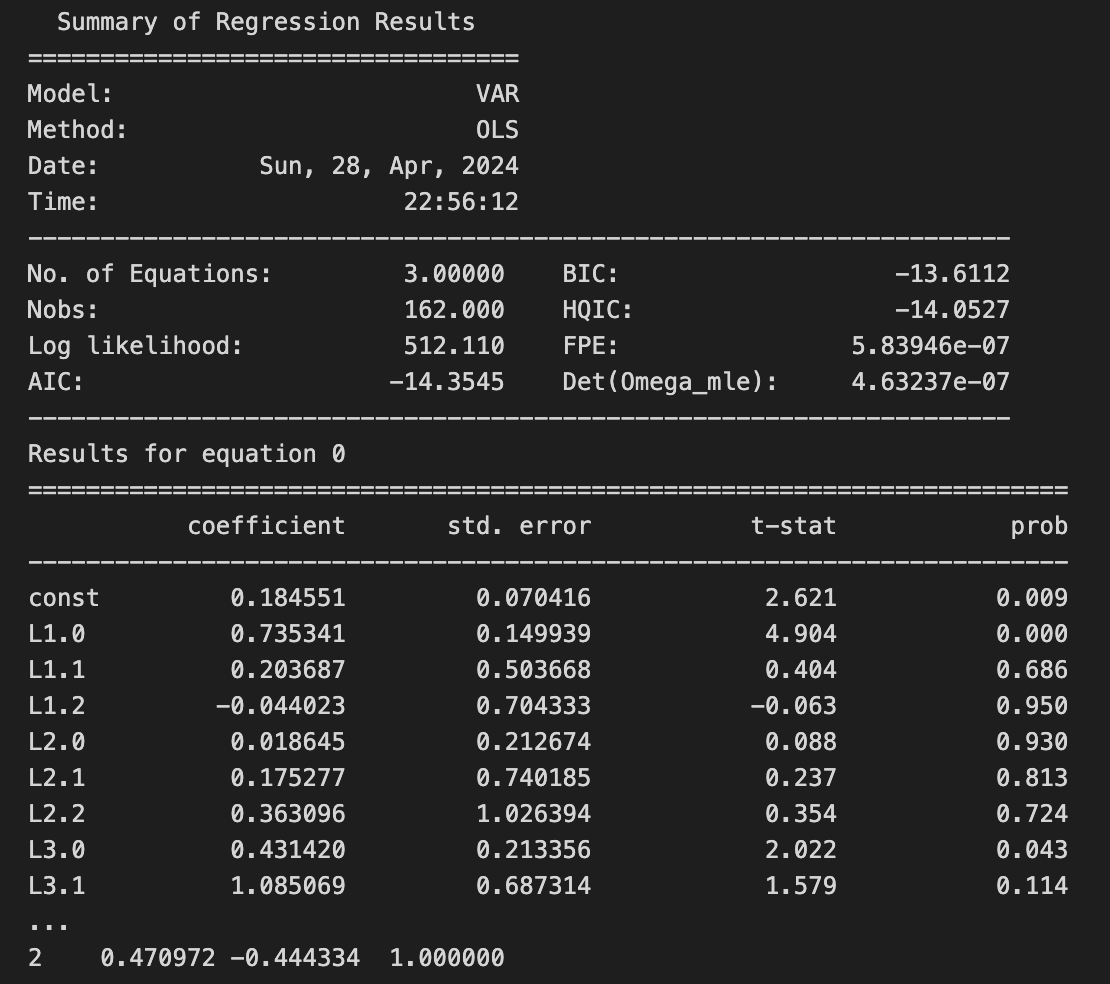 Summary of Regression Results
==================================
Model: VAR
Method: OLS
Date: Sun, 28, Apr, 2024
Time: 22:56:12
--------------------------------------------------------------------
No. of Equations: 3.00000 BIC: -13.6112
Nobs: 162.000 HQIC: -14.0527
Log likelihood: 512.110 FPE: 5.83946e-07
AIC: -14.3545 Det(Omega_mle): 4.63237e-07
--------------------------------------------------------------------
Results for equation 0
========================================================================
coefficient std. error t-stat prob
------------------------------------------------------------------------
const 0.184551 0.070416 2.621 0.009
L1.0 0.735341 0.149939 4.904 0.000
L1.1 0.203687 0.503668 0.404 0.686
L1.2 -0.044023 0.704333 -0.063 0.950
L2.0 0.018645 0.212674 0.088 0.930
L2.1 0.175277 0.740185 0.237 0.813
L2.2 0.363096 1.026394 0.354 0.724
L3.0 0.431420 0.213356 2.022 0.043
L3.1 1.085069 0.687314 1.579 0.114
...
2 0.470972 -0.444334 1.000000